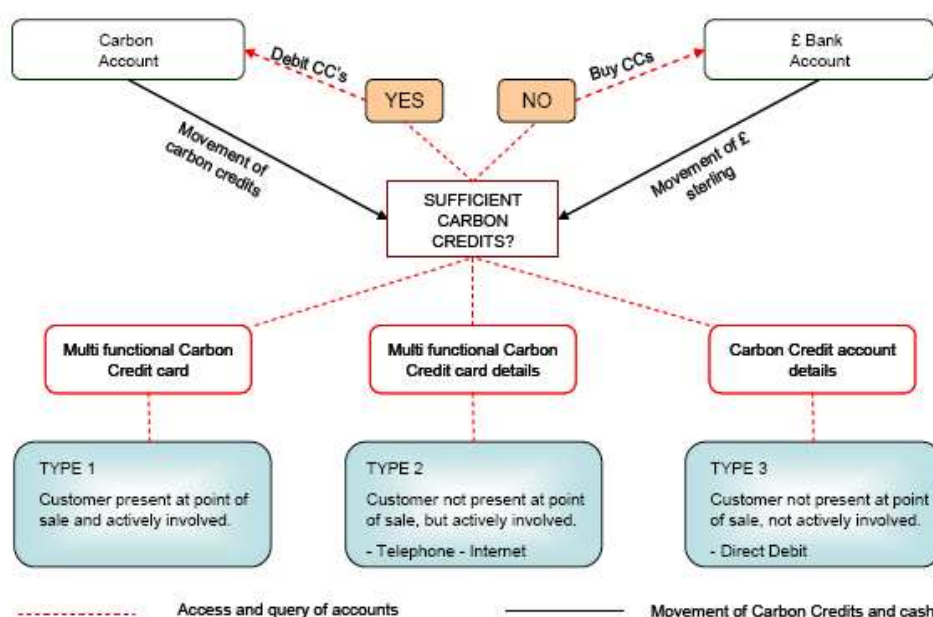 Carbon
Account
Debit CC's
Buy CCs
£ Bank
Account
YES
NO
Movement of
carbon credits
Movement of £
sterling
SUFFICIENT
CARBON
CREDITS?
Multi functional Carbon
Credit card
Multi functional Carbon
Credit card details
Carbon Credit account
details
TYPE 1
Customer present at point of
sale and actively involved.
TYPE 2
Customer not present at point
of sale, but actively involved.
- Telephone - Internet
TYPE 3
Customer not present at point
of sale, not actively involved.
- Direct Debit
Access and query of accounts
Movement of Carbon Credits and cash